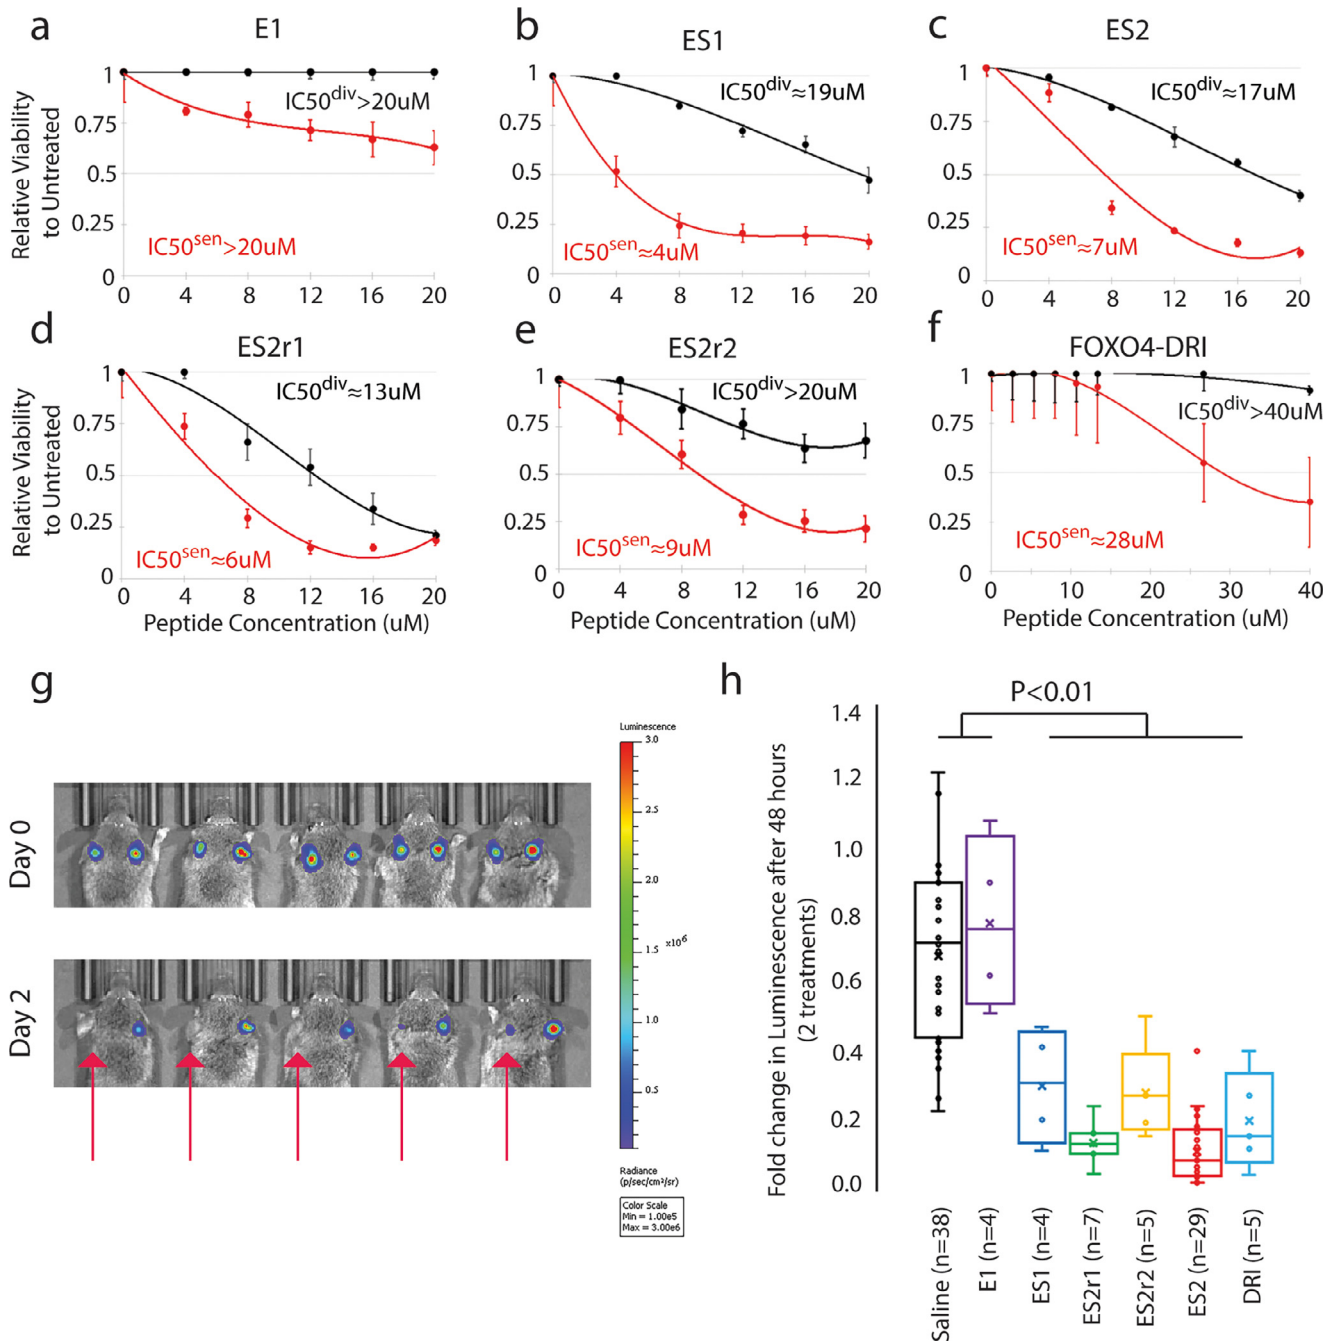 a
E1
Relative Viability
to Untreated
1
0.75
0.5
0.25
0
IC50div>20uM
IC50sen>20uM
0 4 8 12 16 20
b
ES1
1
0.75
0.5
0.25
0
IC50div≈19uM
IC50sen≈4uM
0 4 8 12 16 20
c
ES2
1
0.75
0.5
0.25
0
IC50div≈17uM
IC50sen≈7uM
0 4 8 12 16 20
d
ES2r1
Relative Viability
to Untreated
1
0.75
0.5
0.25
0
IC50div≈13uM
IC50sen≈6uM
0 4 8 12 16 20
Peptide Concentration (uM)
e
ES2r2
1
0.75
0.5
0.25
0
IC50div>20uM
IC50sen≈9uM
0 4 8 12 16 20
Peptide Concentration (uM)
f
FOXO4-DRI
1
0.75
0.5
0.25
0
IC50div>40uM
IC50sen≈28uM
0 10 20 30 40
Peptide Concentration (uM)
g
Day 0
Day 2
Luminescence
3.0
2.5
2.0
1.5
x10⁶
1.0
0.5
Radiance
(p/sec/cm²/sr)
Color Scale
Min = 1.00e5
Max = 3.00e6
h
P<0.01
Fold change in Luminescence after 48 hours
(2 treatments)
1.4
1.2
1.0
0.8
0.6
0.4
0.2
0.0
Saline (n=38)
E1 (n=4)
ES1 (n=4)
ES2r1 (n=7)
ES2r2 (n=5)
ES2 (n=29)
DRI (n=5)